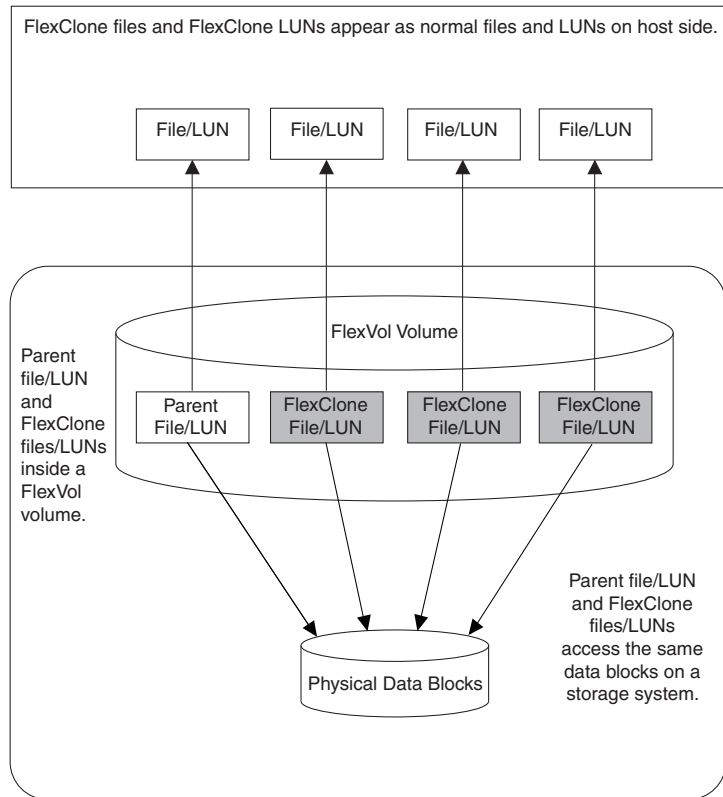 FlexClone files and FlexClone LUNs appear as normal files and LUNs on host side.
File/LUN
File/LUN
File/LUN
File/LUN
FlexVol Volume
Parent
file/LUN
and
FlexClone
files/LUNs
inside a
FlexVol
volume.
Parent
File/LUN
FlexClone
File/LUN
FlexClone
File/LUN
FlexClone
File/LUN
Parent file/LUN
and FlexClone
files/LUNs
access the same
data blocks on a
storage system.
Physical Data Blocks